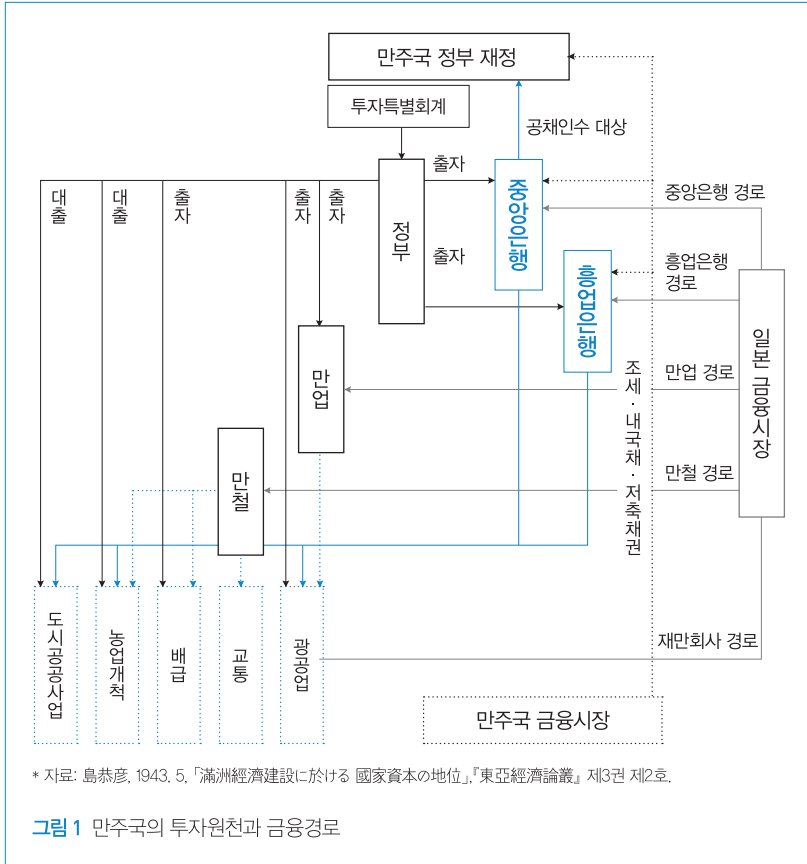 만주국 정부 재정
투자특별회계
공채인수 대상
출자
대출
대출
출자
출자
출자
정부
중앙은행
중앙은행 경로
출자
흥업은행
흥업은행
경로
일본 금융시장
만업
만업 경로
조세·내국채·저축채권
만철
만철 경로
도시공공사업
농업개척
배급
교통
광공업
재만회사 경로
만주국 금융시장
* 자료: 島恭彦, 1943. 5, 「滿洲經濟建設に於ける 國家資本の地位」,『東亞經濟論叢』 제3권 제2호.
그림 1 만주국의 투자원천과 금융경로